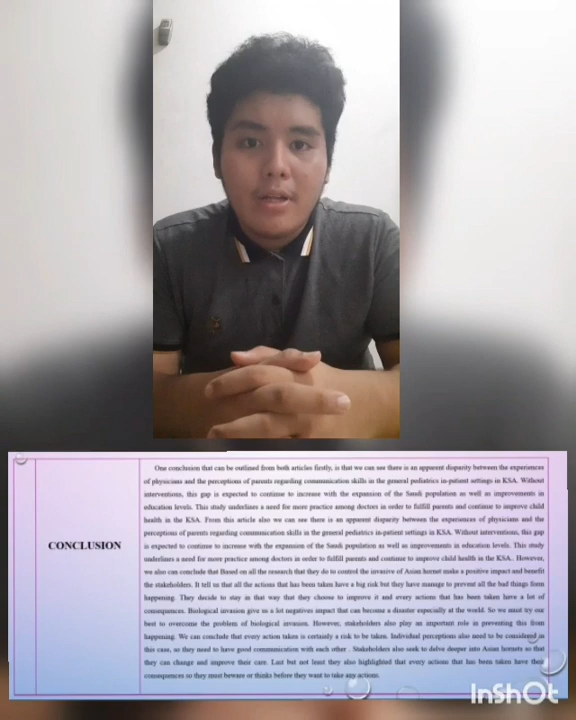 One conclusion that can be outlined from both articles firstly, is that we can see there is an apparent disparity between the experiences
of physicians and the perceptions of parents regarding communication skills in the general pediatrics in-patient settings in KSA. Without
interventions, this gap is expected to continue to increase with the expansion of the Saudi population as well as improvements in
education levels. This study underlines a need for more practice among doctors in order to fulfill parents and continue to improve child
health in the KSA. From this article also we can see there is an apparent disparity between the experiences of physicians and the
perceptions of parents regarding communication skills in the general pediatrics in-patient settings in KSA. Without interventions, this gap
is expected to continue to increase with the expansion of the Saudi population as well as improvements in education levels. This study
underlines a need for more practice among doctors in order to fulfill parents and continue to improve child health in the KSA.. However,
CONCLUSION
we also can conclude that Based on all the research that they do to control the invasive of Asian hornet make a positive impact and benefit
the stakeholders. It tell us that all the actions that has been taken have a big risk but they have manage to prevent all the bad things form
happening. They decide to stay in that way that they choose to improve it and every actions that has been taken have a lot of
consequences. Biological invasion give us a lot negatives impact that can become a disaster especially at the world. So we must try our
best to overcome the problem of biological invasion. However, stakeholders also play an important role in preventing this from
happening. We can conclude that every action taken is certainly a risk to be taken. Individual perceptions also need to be considered in
this case, so they need to have good communication with each other . Stakeholders also seek to delve deeper into Asian hornets so that
they can change and improve their care. Last but not least they also highlighted that every actions that has been taken have their
consequences so they must beware or thinks before they want to take any actions.
InShOt